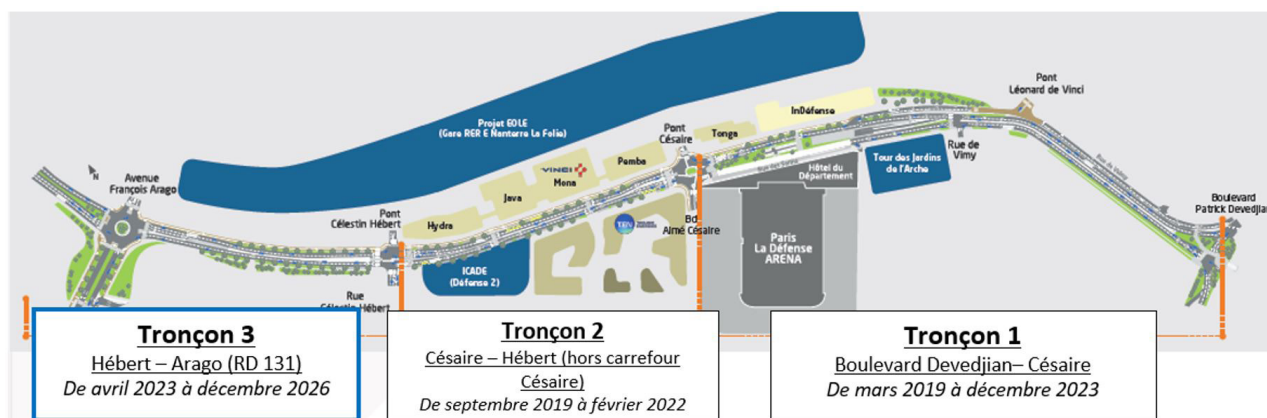 Pont
Léonard de Vinci
InDéfense
Projet EOLE
(Gare RER E Nanterre La Folie)
Pont
Césaire
Tonga
Rue de
Vimy
Tour des Jardins
de l'Arche
Hôtel du
Département
VINCI
Pemba
Mena
Java
Hydra
N
Avenue
François Arago
Pont
Célestin Hébert
Bd
Aimé Césaire
Boulevard
Patrick Devedjian
Paris
La Défense
ARENA
ICADE
(Défense 2)
Rue
Célestin Hébert
Tronçon 3
Hébert – Arago (RD 131)
De avril 2023 à décembre 2026
Tronçon 2
Césaire – Hébert (hors carrefour
Césaire)
De septembre 2019 à février 2022
Tronçon 1
Boulevard Devedjian– Césaire
De mars 2019 à décembre 2023